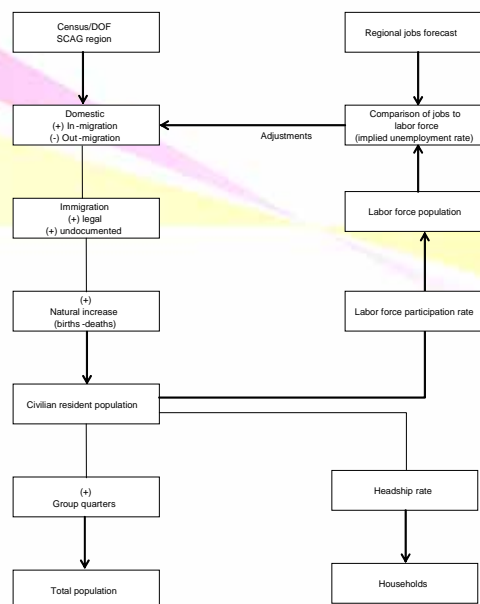 Census/DOF
SCAG region
Regional jobs forecast
Domestic
(+) In-migration
(-) Out-migration
Adjustments
Comparison of jobs to
labor force
(implied unemployment rate)
Immigration
(+) legal
(+) undocumented
Labor force population
(+)
Natural increase
(births-deaths)
Labor force participation rate
Civilian resident population
(+)
Group quarters
Headship rate
Total population
Households